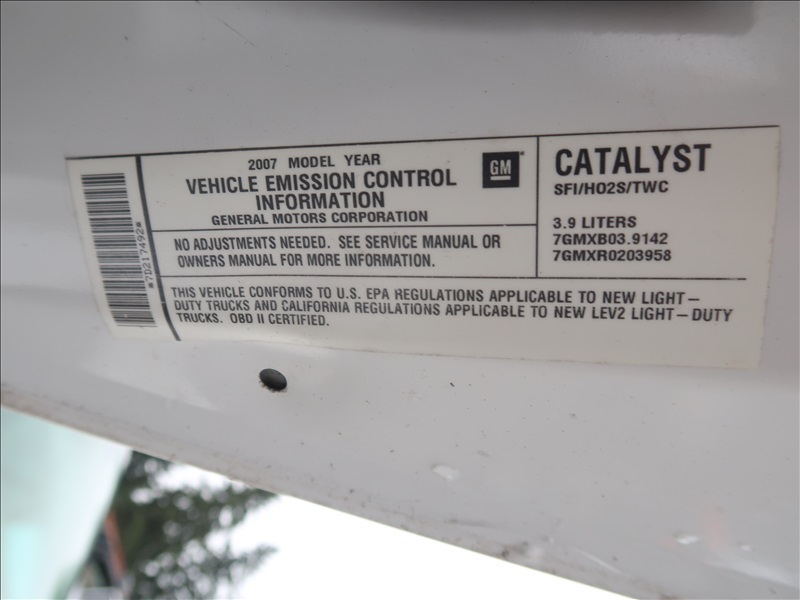 *7D217492*
2007 MODEL YEAR
VEHICLE EMISSION CONTROL
INFORMATION
GENERAL MOTORS CORPORATION
GM
NO ADJUSTMENTS NEEDED. SEE SERVICE MANUAL OR
OWNERS MANUAL FOR MORE INFORMATION.
CATALYST
SFI/HO2S/TWC
3.9 LITERS
7GMXB03.9142
7GMXR0203958
THIS VEHICLE CONFORMS TO U.S. EPA REGULATIONS APPLICABLE TO NEW LIGHT-
DUTY TRUCKS AND CALIFORNIA REGULATIONS APPLICABLE TO NEW LEV2 LIGHT-DUTY
TRUCKS. OBD II CERTIFIED.